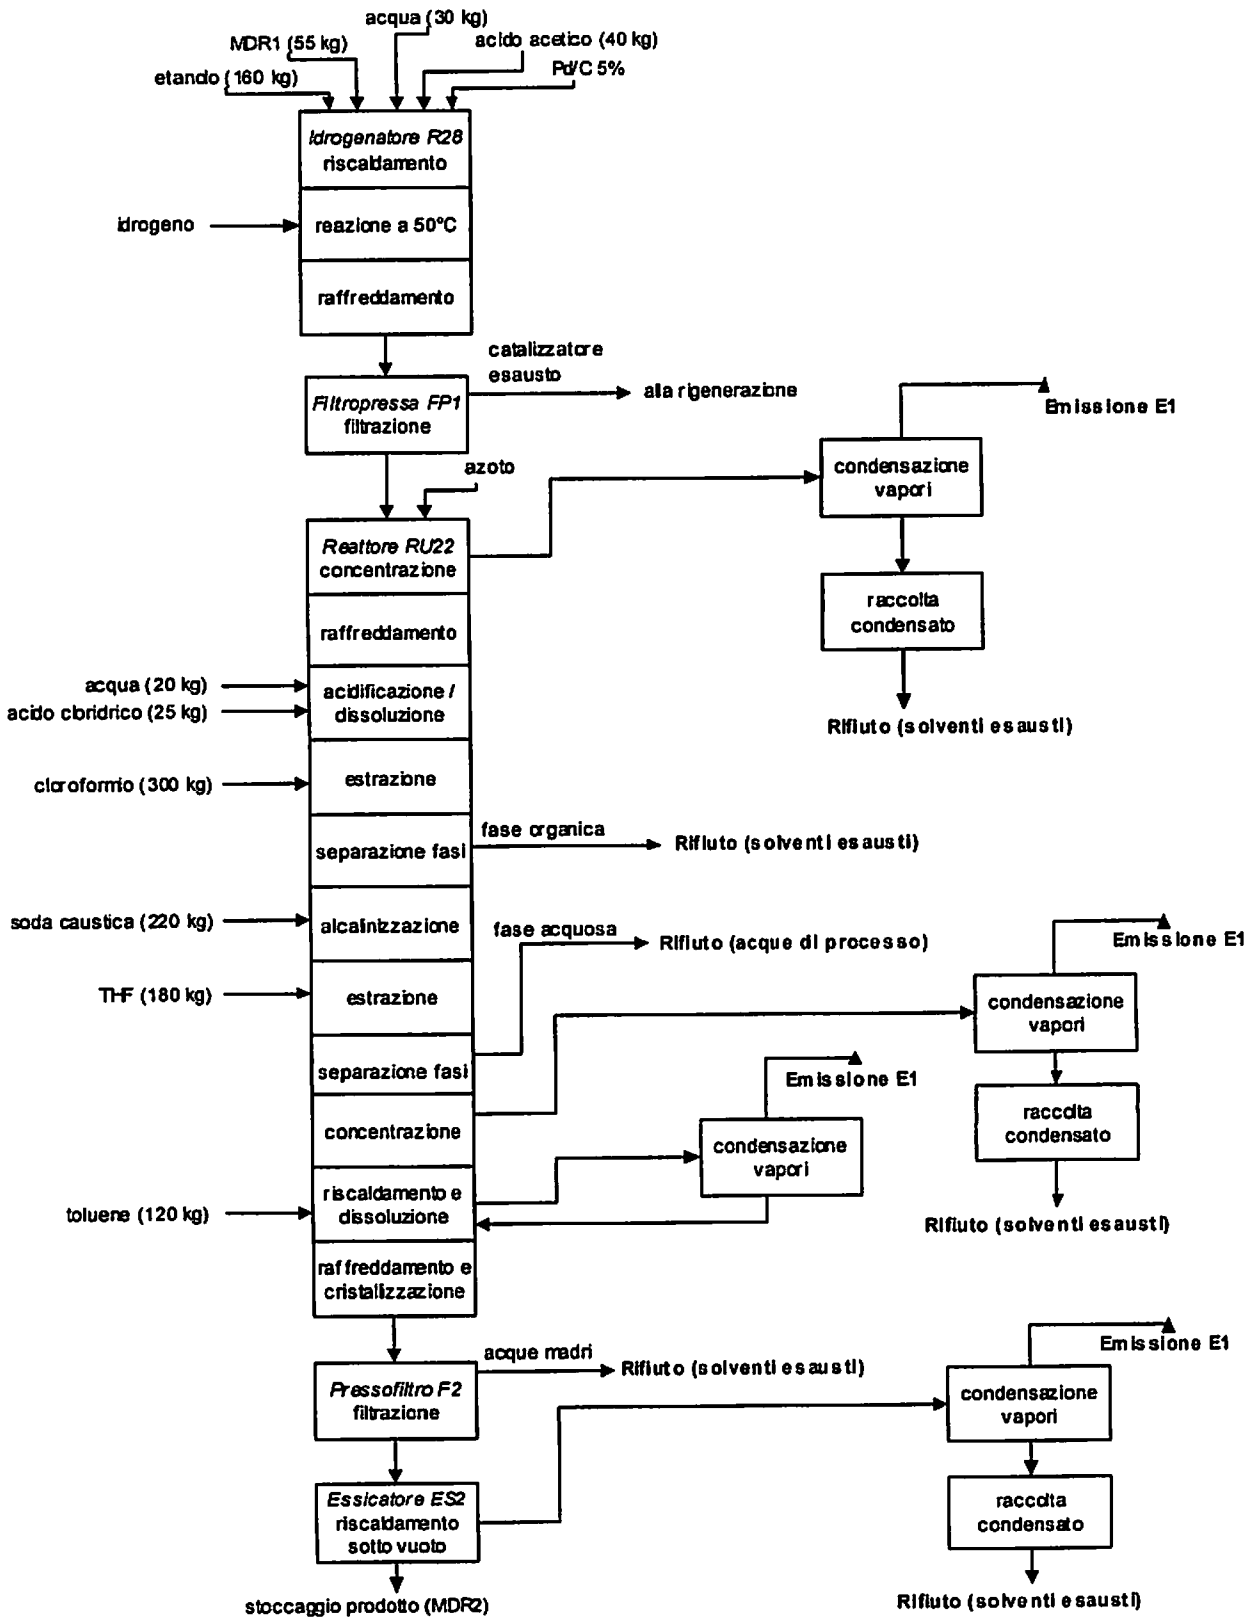 acqua (30 kg)
MDR1 (55 kg)
acido acetico (40 kg)
etanolo (160 kg)
Pd/C 5%
Idrogenatore R28
riscaldamento
idrogeno
reazione a 50°C
raffreddamento
catalizzatore
esausto
alla rigenerazione
Filtropressa FP1
filtrazione
Emissione E1
azoto
condensazione
vapori
Reattore RU22
concentrazione
raccolta
condensato
raffreddamento
acqua (20 kg)
acido cloridrico (25 kg)
acidificazione /
dissoluzione
Rifiuto (solventi esausti)
cloroformio (300 kg)
estrazione
fase organica
separazione fasi
Rifiuto (solventi esausti)
soda caustica (220 kg)
alcalinizzazione
fase acquosa
Rifiuto (acque di processo)
Emissione E1
THF (180 kg)
estrazione
condensazione
vapori
separazione fasi
Emissione E1
concentrazione
raccolta
condensato
condensazione
vapori
toluene (120 kg)
riscaldamento e
dissoluzione
Rifiuto (solventi esausti)
raffreddamento e
cristallizzazione
acque madri
Rifiuto (solventi esausti)
Emissione E1
Pressofiltro F2
filtrazione
condensazione
vapori
Essicatore ES2
riscaldamento
sotto vuoto
raccolta
condensato
stoccaggio prodotto (MDR2)
Rifiuto (solventi esausti)